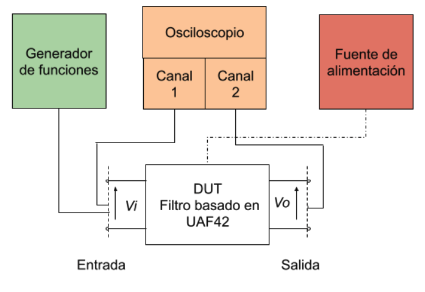 Generador
de funciones
Osciloscopio
Canal
1
Canal
2
Fuente de
alimentación
Vi
DUT
Filtro basado en
UAF42
Vo
Entrada
Salida